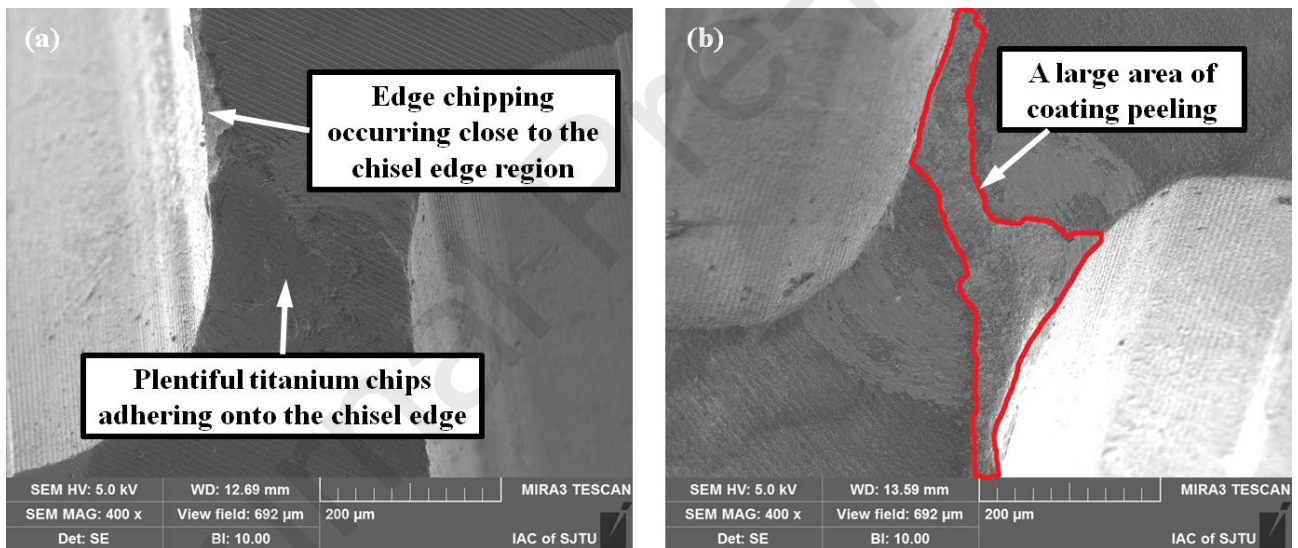 (a)
Edge chipping
occurring close to the
chisel edge region
Plentiful titanium chips
adhering onto the chisel edge
SEM HV: 5.0 kV
WD: 12.69 mm
MIRA3 TESCAN
SEM MAG: 400 x
View field: 692 µm
200 µm
Det: SE
BI: 10.00
IAC of SJTU
(b)
A large area of
coating peeling
SEM HV: 5.0 kV
WD: 13.59 mm
MIRA3 TESCAN
SEM MAG: 400 x
View field: 692 µm
200 µm
Det: SE
BI: 10.00
IAC of SJTU